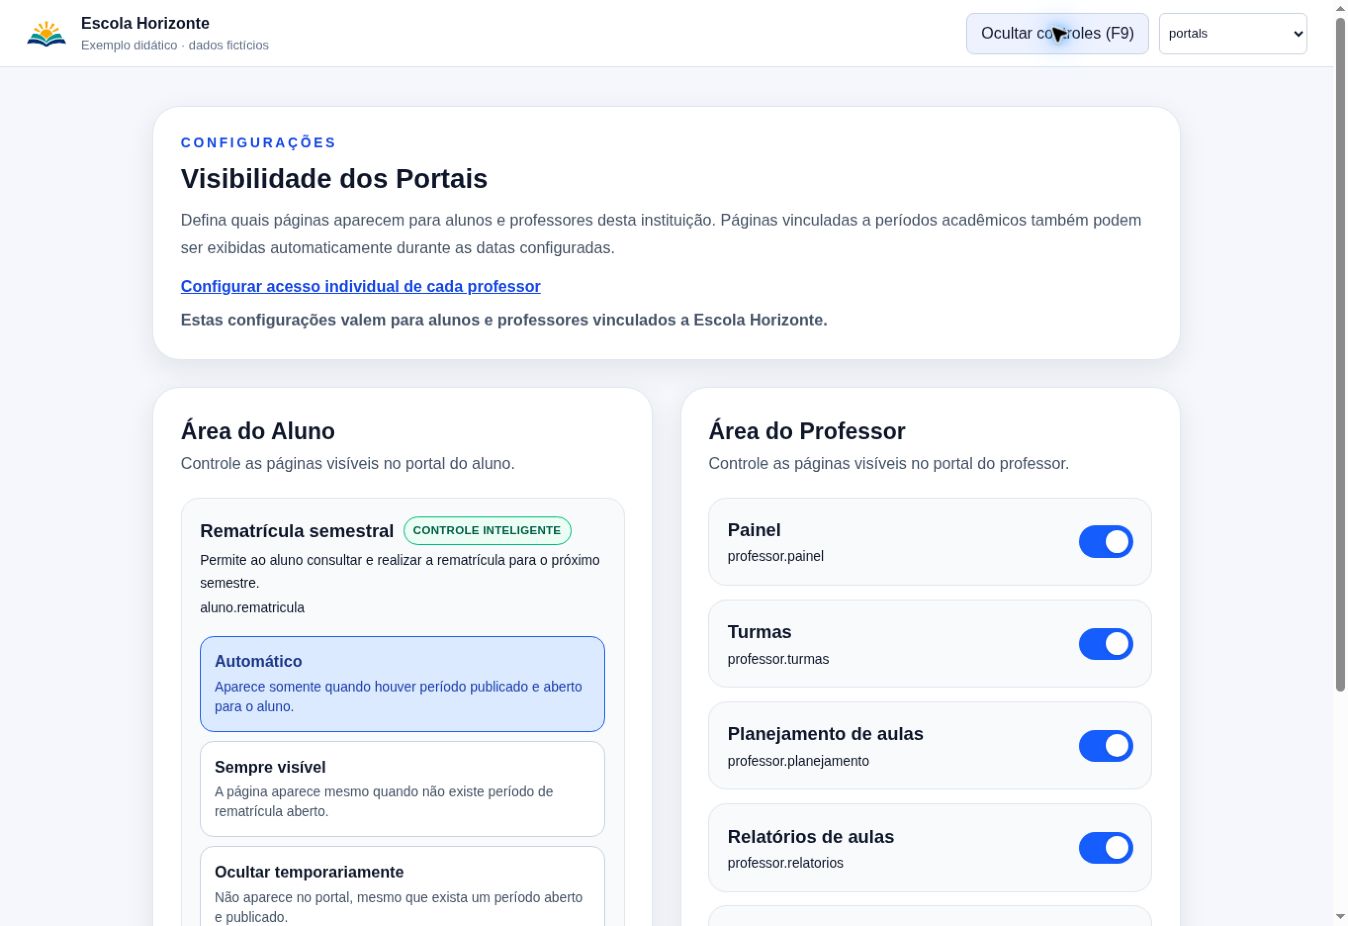 Escola Horizonte
Exemplo didático · dados fictícios
Ocultar controles (F9)
portals
CONFIGURAÇÕES
Visibilidade dos Portais
Defina quais páginas aparecem para alunos e professores desta instituição. Páginas vinculadas a períodos acadêmicos também podem
ser exibidas automaticamente durante as datas configuradas.
Configurar acesso individual de cada professor
Estas configurações valem para alunos e professores vinculados a Escola Horizonte.
Área do Aluno
Controle as páginas visíveis no portal do aluno.
Rematrícula semestral CONTROLE INTELIGENTE
Permite ao aluno consultar e realizar a rematrícula para o próximo
semestre.
aluno.rematricula
Automático
Aparece somente quando houver período publicado e aberto
para o aluno.
Sempre visível
A página aparece mesmo quando não existe período de
rematrícula aberto.
Ocultar temporariamente
Não aparece no portal, mesmo que exista um período aberto
e publicado.
Área do Professor
Controle as páginas visíveis no portal do professor.
Painel
professor.painel
Turmas
professor.turmas
Planejamento de aulas
professor.planejamento
Relatórios de aulas
professor.relatorios